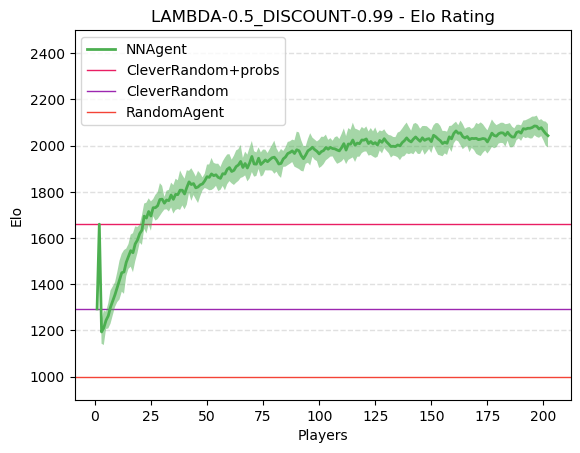 LAMBDA-0.5_DISCOUNT-0.99 - Elo Rating
NNAgent
CleverRandom+probs
CleverRandom
RandomAgent
Elo
2400
2200
2000
1800
1600
1400
1200
1000
0 25 50 75 100 125 150 175 200
Players